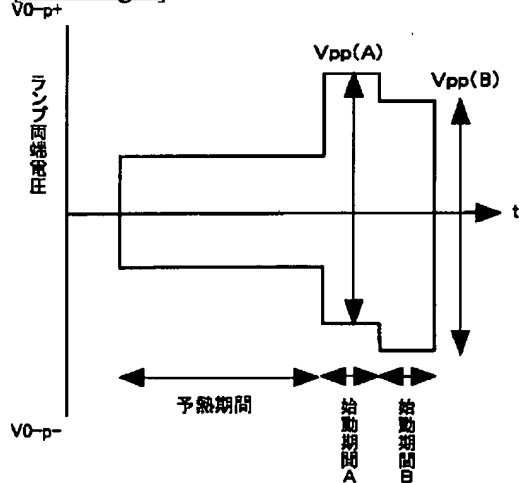 V0-p+
ランプ両端電圧
Vpp(A)
Vpp(B)
t
予熱期間
始動期間A
始動期間B
V0-p-